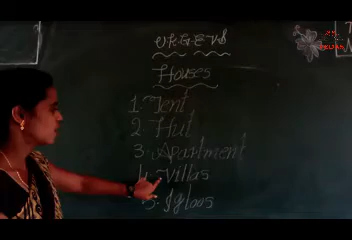 Houses
1. Tent
2. Hut
3. Apartment
4. Villas
5. Igloos